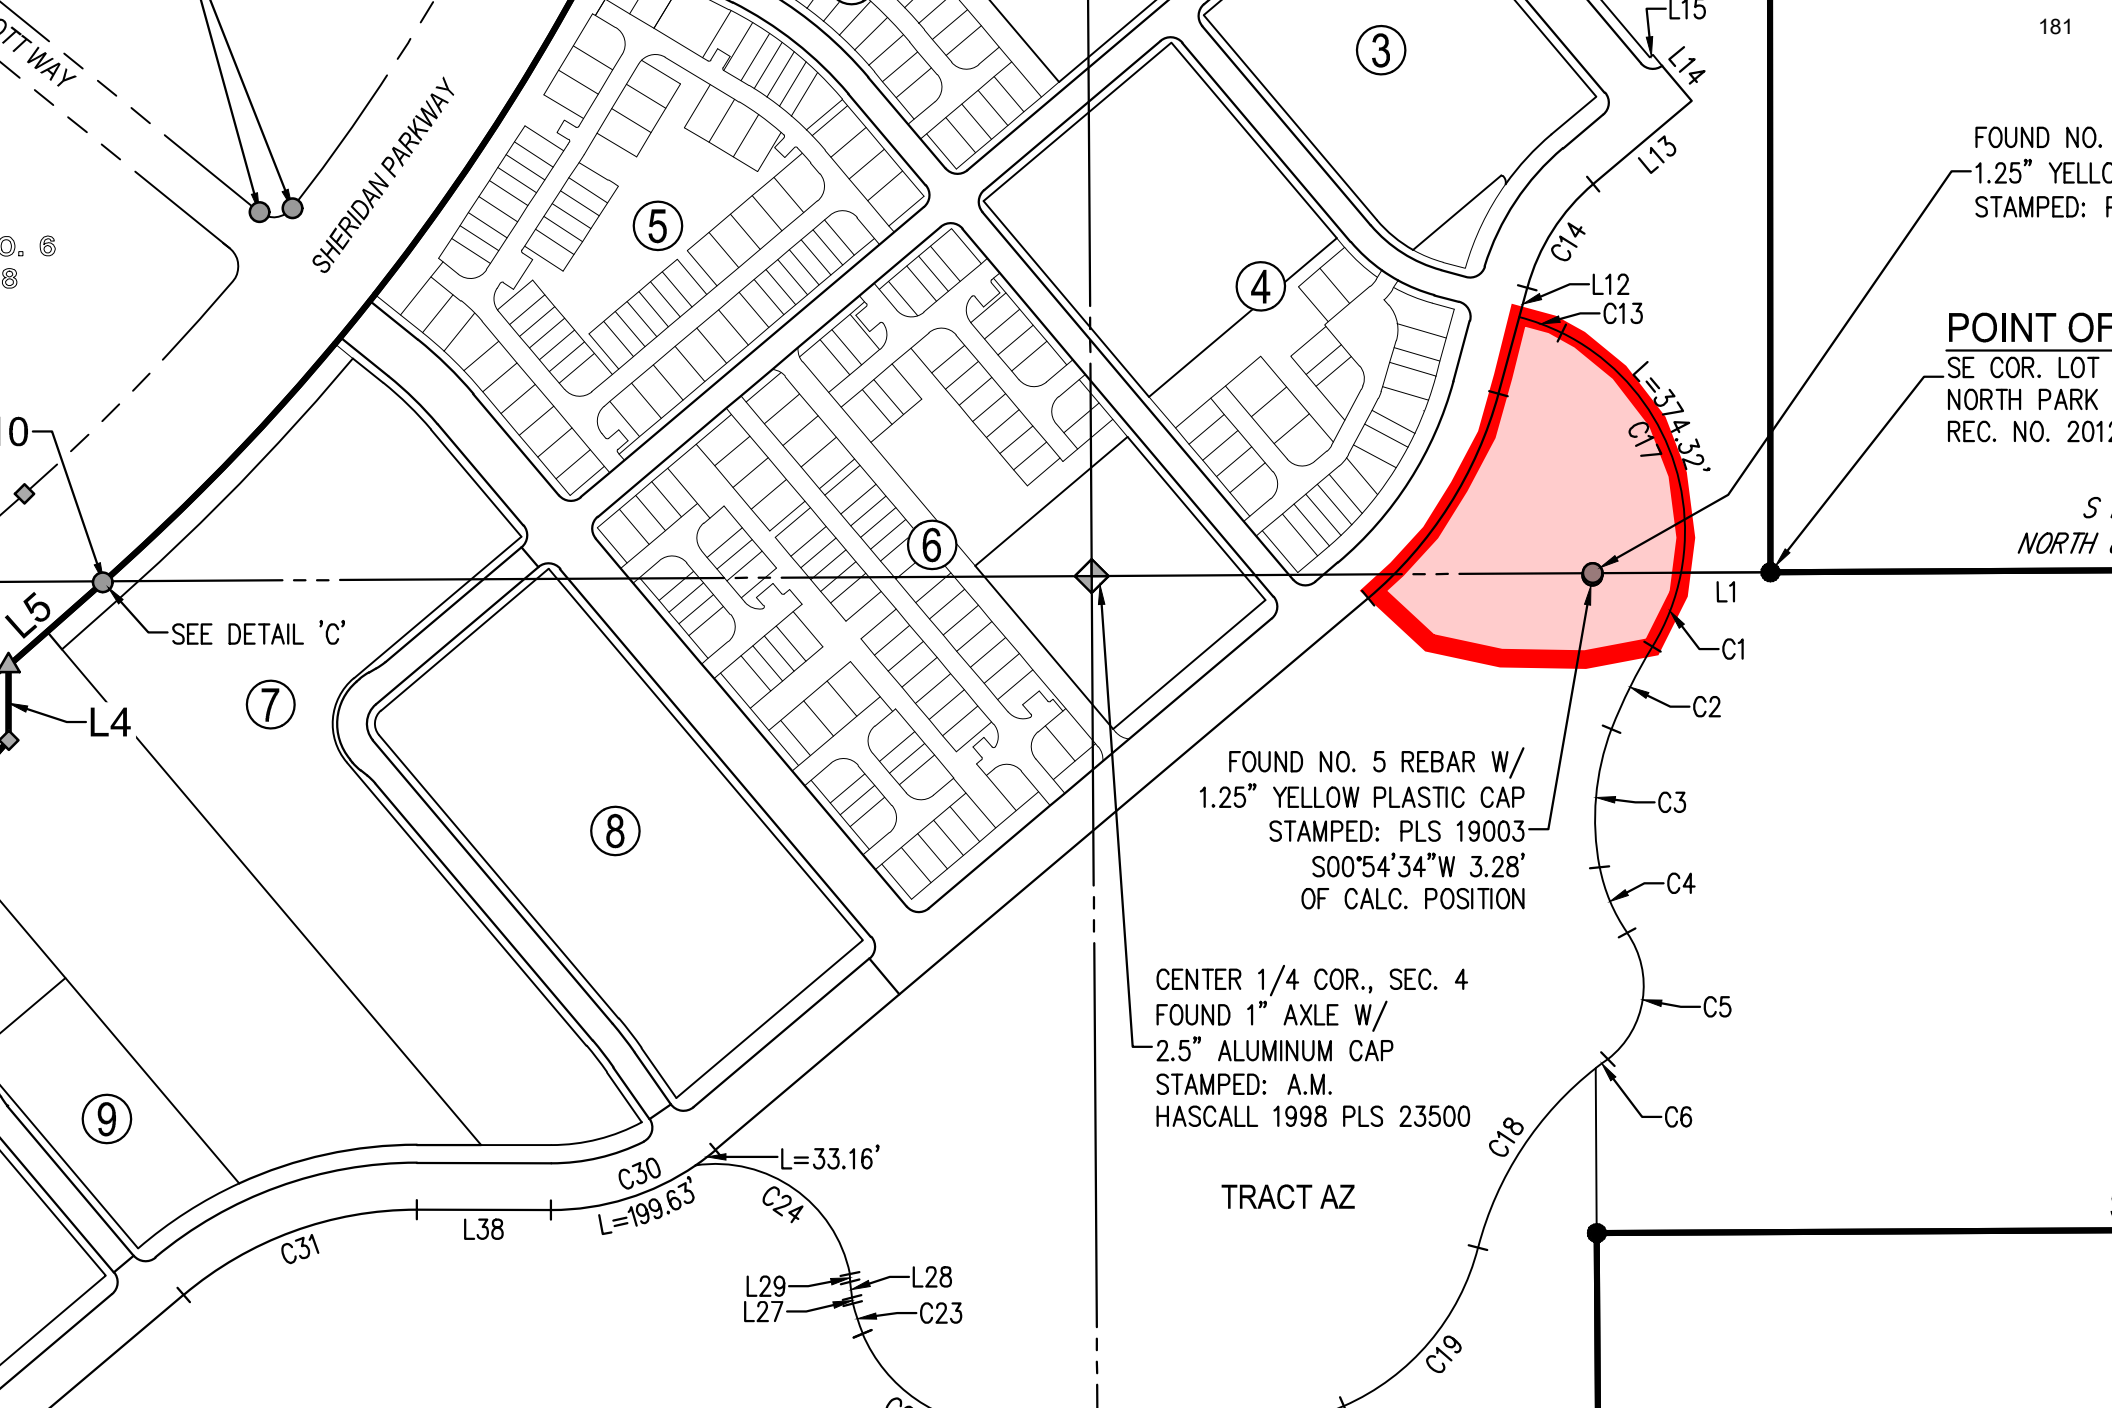 181
L15
L14
L13
C14
L12
C13
L=374.32'
C17
FOUND NO.
1.25" YELLO
STAMPED:
POINT OF
SE COR. LOT
NORTH PARK
REC. NO. 2012
S
NORTH
OTT WAY
SHERIDAN PARKWAY
O. 6
8
3
5
4
6
10
L5
SEE DETAIL 'C'
L4
7
8
9
L1
C1
C2
C3
C4
C5
C6
FOUND NO. 5 REBAR W/
1.25" YELLOW PLASTIC CAP
STAMPED: PLS 19003
S00°54'34"W 3.28'
OF CALC. POSITION
CENTER 1/4 COR., SEC. 4
FOUND 1" AXLE W/
2.5" ALUMINUM CAP
STAMPED: A.M.
HASCALL 1998 PLS 23500
TRACT AZ
C18
C19
L=33.16'
C30
L=199.63'
C24
C31
L38
L29
L28
L27
C23